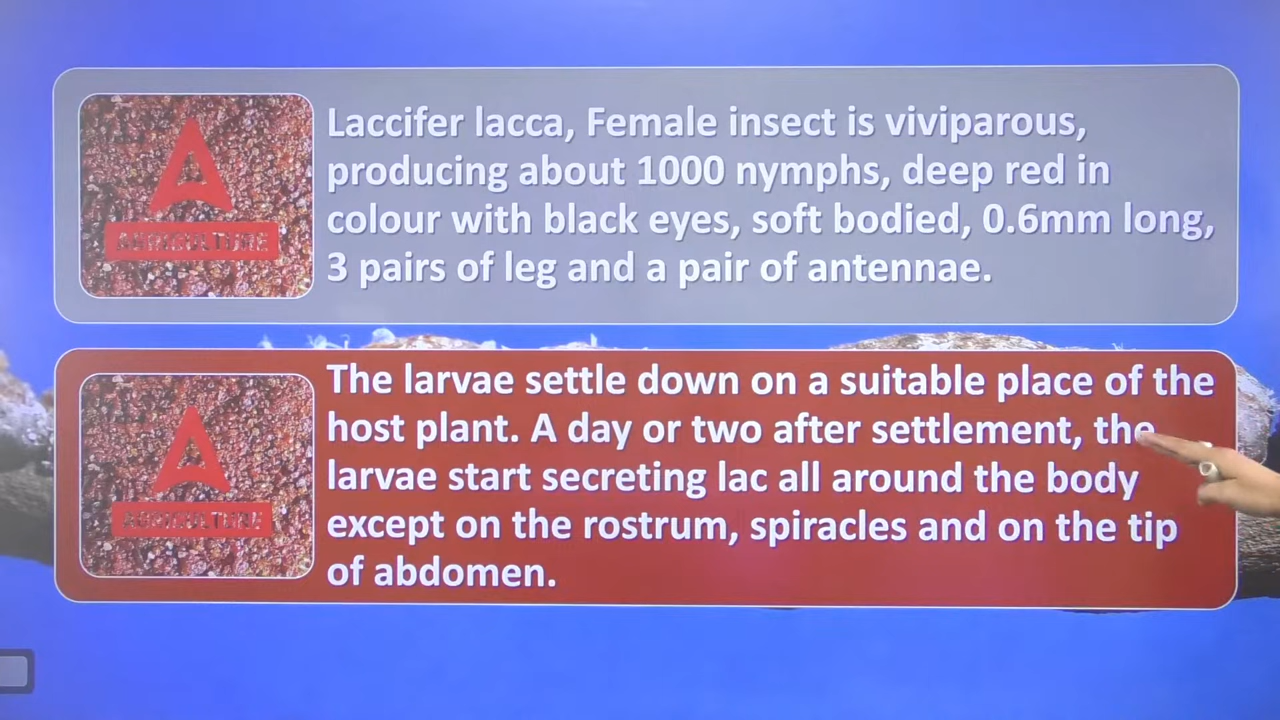 Laccifer lacca, Female insect is viviparous,
producing about 1000 nymphs, deep red in
colour with black eyes, soft bodied, 0.6mm long,
3 pairs of leg and a pair of antennae.
AGRICULTURE
The larvae settle down on a suitable place of the
host plant. A day or two after settlement, the
larvae start secreting lac all around the body
except on the rostrum, spiracles and on the tip
of abdomen.
AGRICULTURE